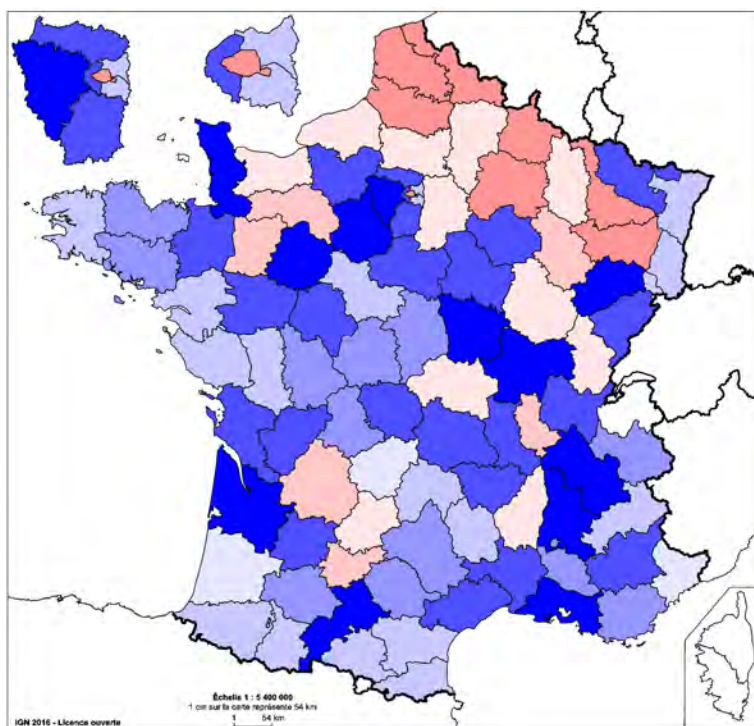 Échelle 1 : 5 400 000
1 cm sur la carte représente 54 km
1 54 km
IGN 2016 - Licence ouverte